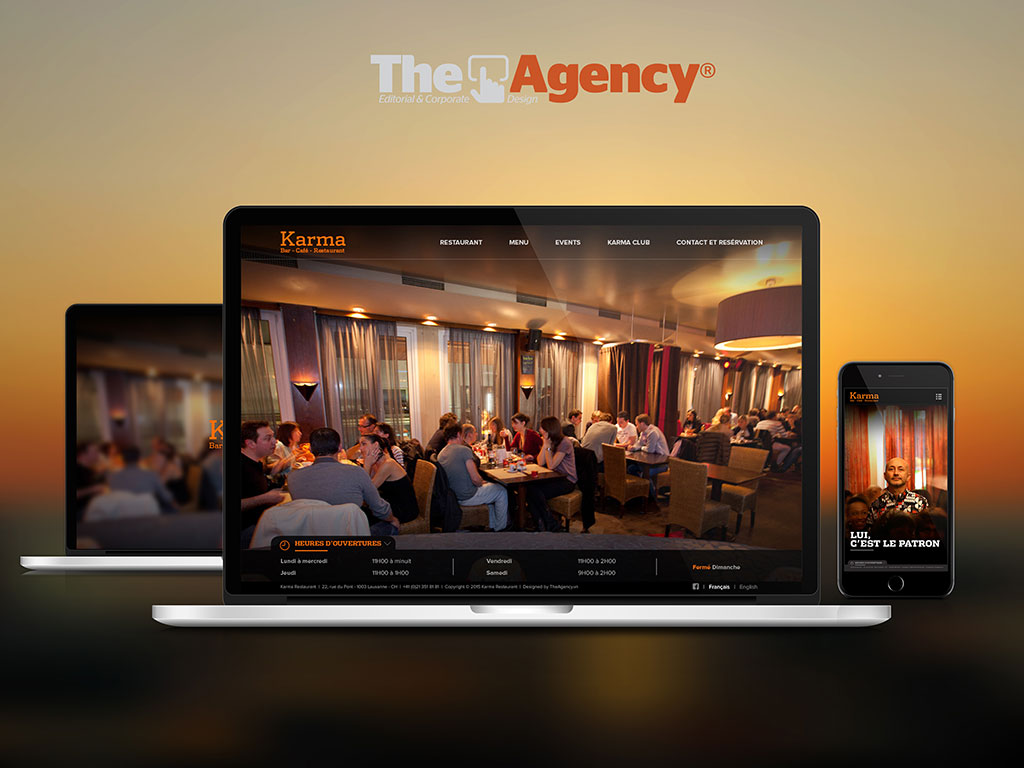 The Agency®
Editorial & Corporate Design
Karma
Bar - Café - Restaurant
RESTAURANT MENU EVENTS KARMA CLUB CONTACT ET RESÉRVATION
HEURES D'OUVERTURES
Lundi à mercredi 11H00 à minuit Vendredi 11H00 à 2H00
Jeudi 11H00 à 1H00 Samedi 9H00 à 2H00
Fermé Dimanche
Karma Restaurant | 22, rue du Pont - 1003 Lausanne - CH | +41 (0)21 351 81 81 | Copyright © 2015 Karma Restaurant | Designed by TheAgency.vn
Français | English
K
Bar
Karma
LUI,
C'EST LE PATRON